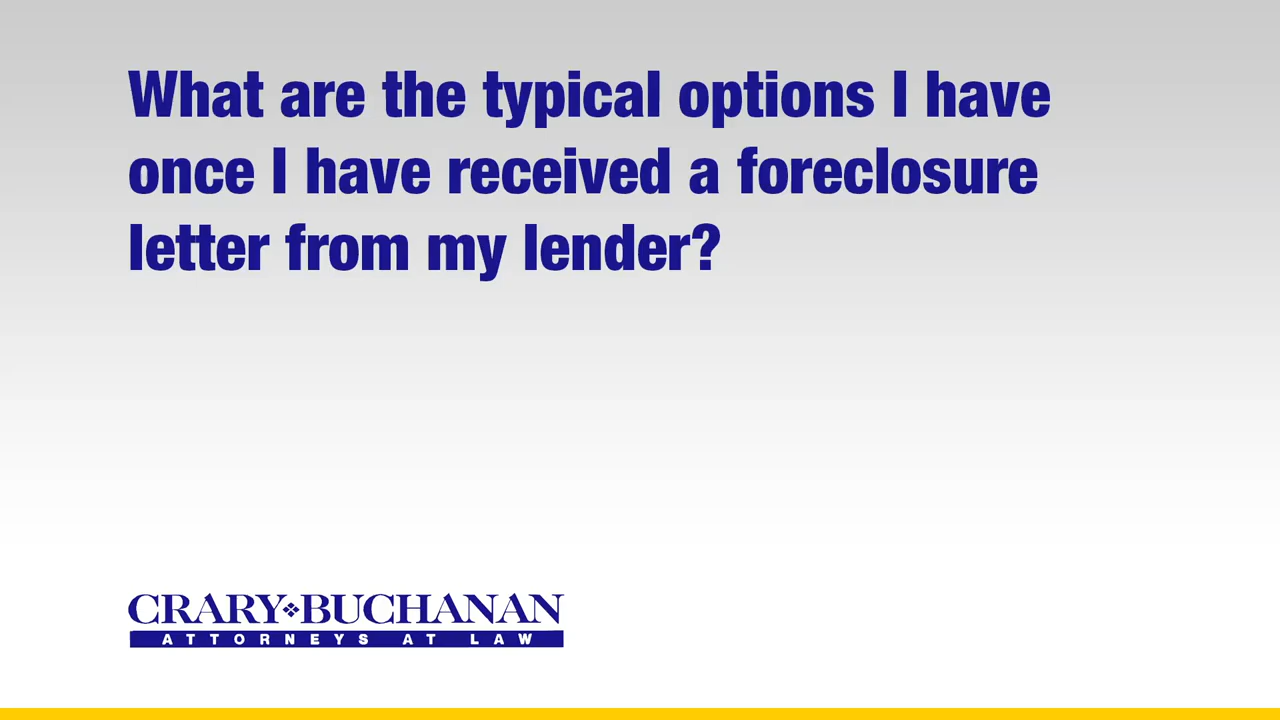 What are the typical options I have
once I have received a foreclosure
letter from my lender?
CRARY❖BUCHANAN
ATTORNEYS AT LAW